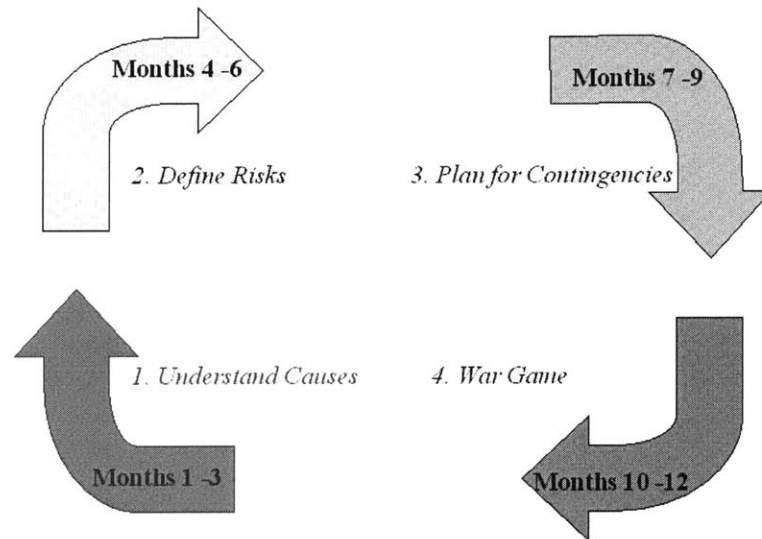 Months 4 -6
Months 7 -9
2. Define Risks
3. Plan for Contingencies
1. Understand Causes
4. War Game
Months 1 -3
Months 10 -12